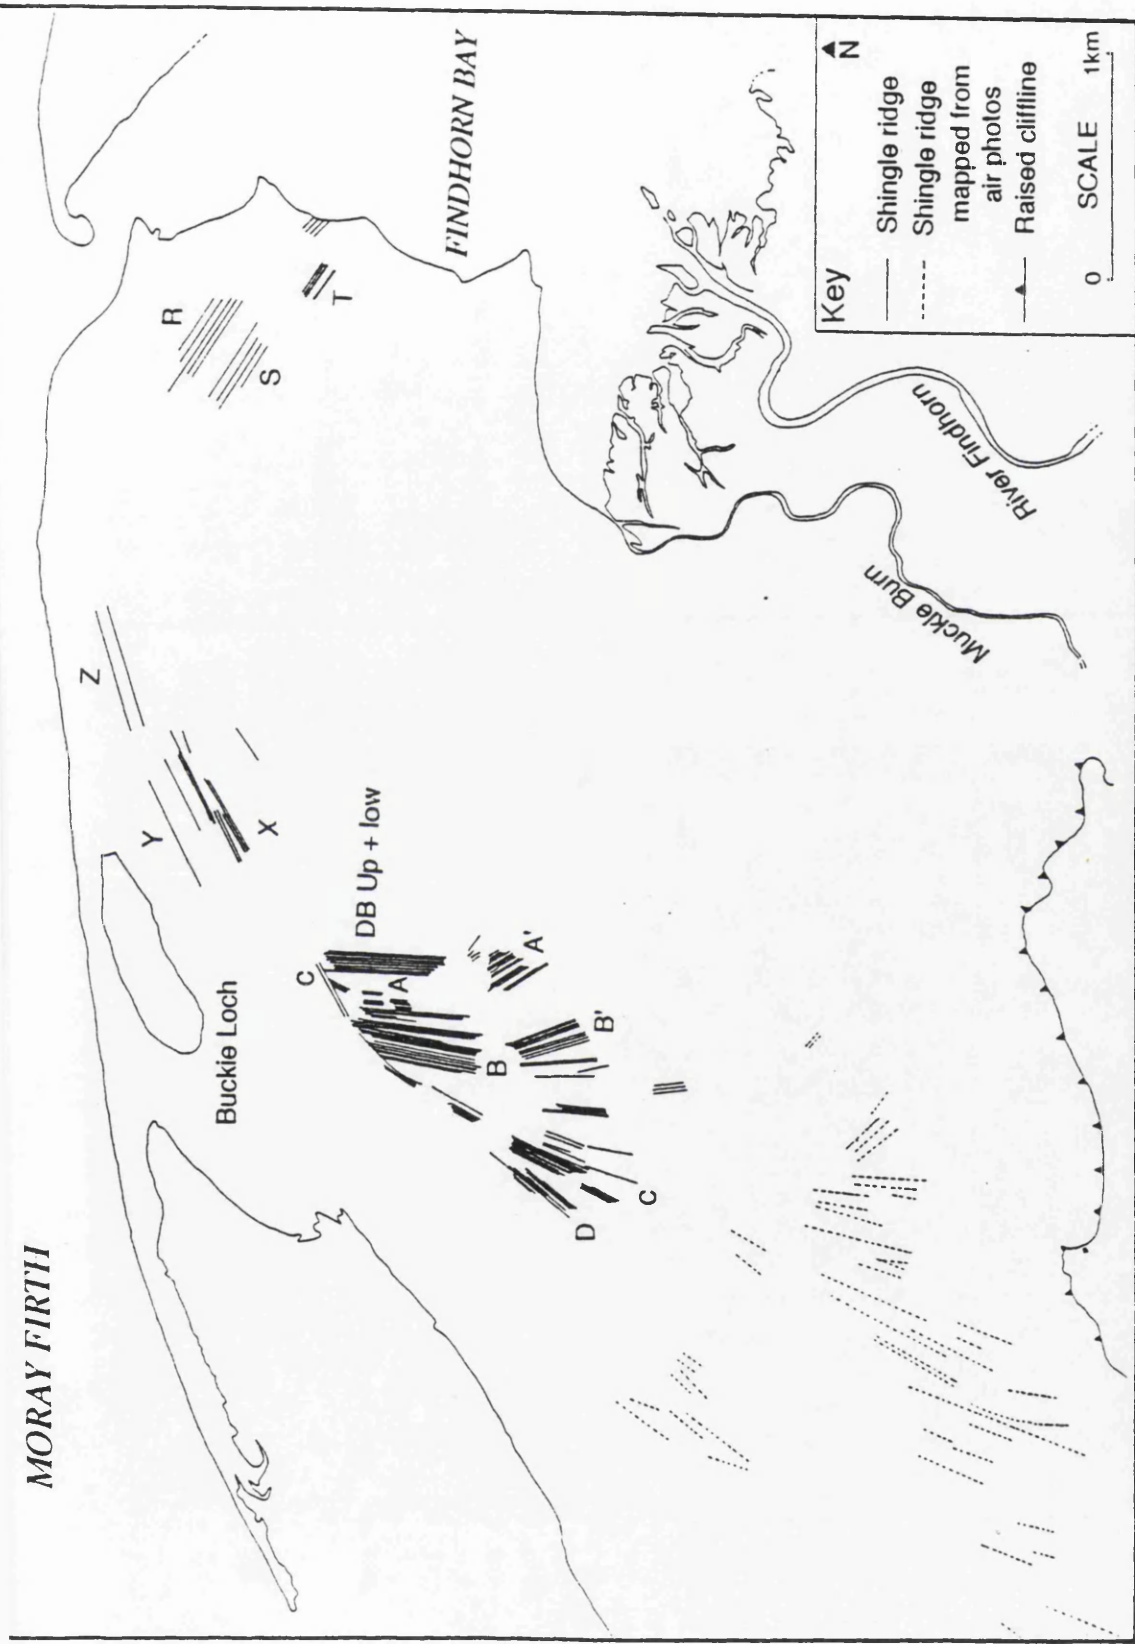 MORAY FIRTH
FINDHORN BAY
Buckie Loch
Y
Z
X
R
S
T
C
DB Up + low
A
A'
B
B'
C
D
Muckle Burn
River Findhorn
Key
N
Shingle ridge
Shingle ridge
mapped from
air photos
Raised cliffline
SCALE
0
1km